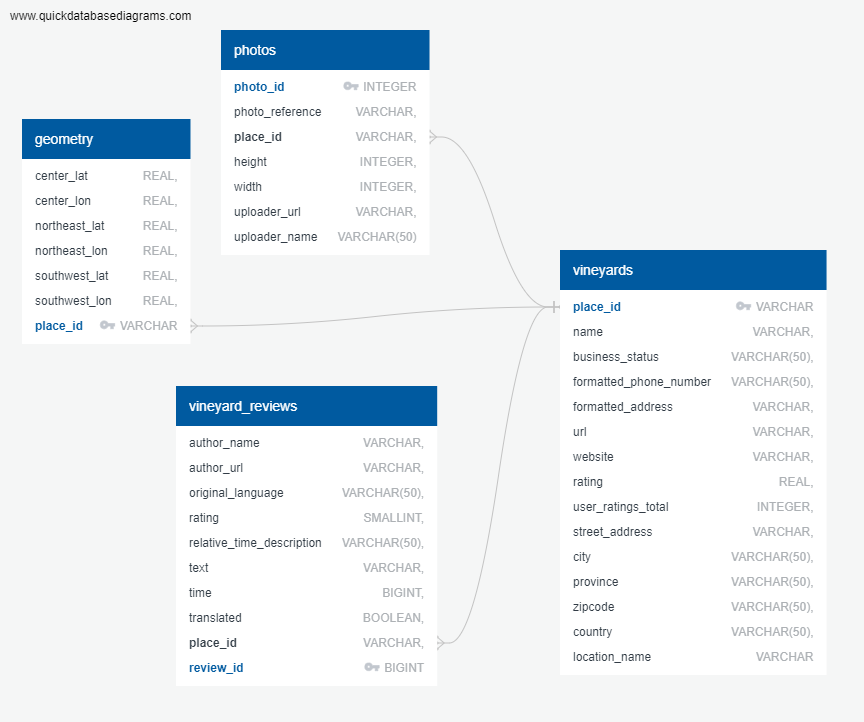 www.quickdatabasediagrams.com
photos
photo_id INTEGER
photo_reference VARCHAR,
place_id VARCHAR,
height INTEGER,
width INTEGER,
uploader_url VARCHAR,
uploader_name VARCHAR(50)
geometry
center_lat REAL,
center_lon REAL,
northeast_lat REAL,
northeast_lon REAL,
southwest_lat REAL,
southwest_lon REAL,
place_id VARCHAR
vineyards
place_id VARCHAR
name VARCHAR,
business_status VARCHAR(50),
formatted_phone_number VARCHAR(50),
formatted_address VARCHAR,
url VARCHAR,
website VARCHAR,
rating REAL,
user_ratings_total INTEGER,
street_address VARCHAR,
city VARCHAR(50),
province VARCHAR(50),
zipcode VARCHAR(50),
country VARCHAR(50),
location_name VARCHAR
vineyard_reviews
author_name VARCHAR,
author_url VARCHAR,
original_language VARCHAR(50),
rating SMALLINT,
relative_time_description VARCHAR(50),
text VARCHAR,
time BIGINT,
translated BOOLEAN,
place_id VARCHAR,
review_id BIGINT